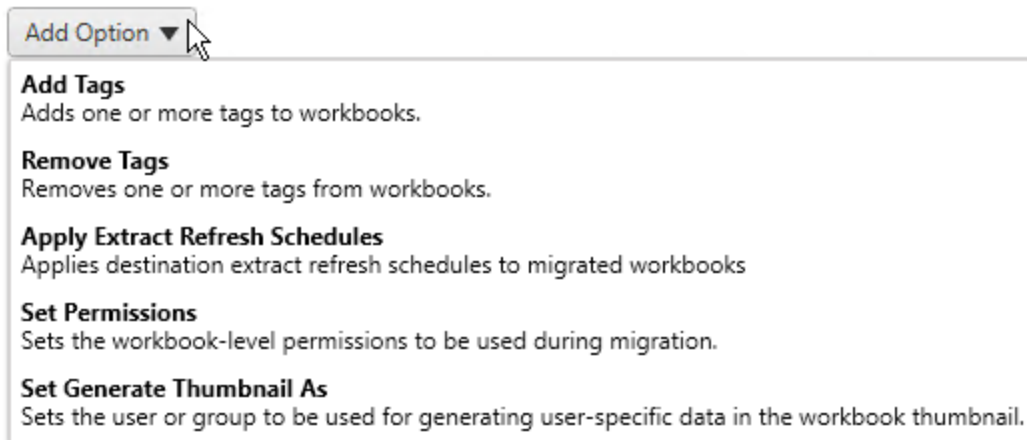 Add Option
Add Tags
Adds one or more tags to workbooks.
Remove Tags
Removes one or more tags from workbooks.
Apply Extract Refresh Schedules
Applies destination extract refresh schedules to migrated workbooks
Set Permissions
Sets the workbook-level permissions to be used during migration.
Set Generate Thumbnail As
Sets the user or group to be used for generating user-specific data in the workbook thumbnail.